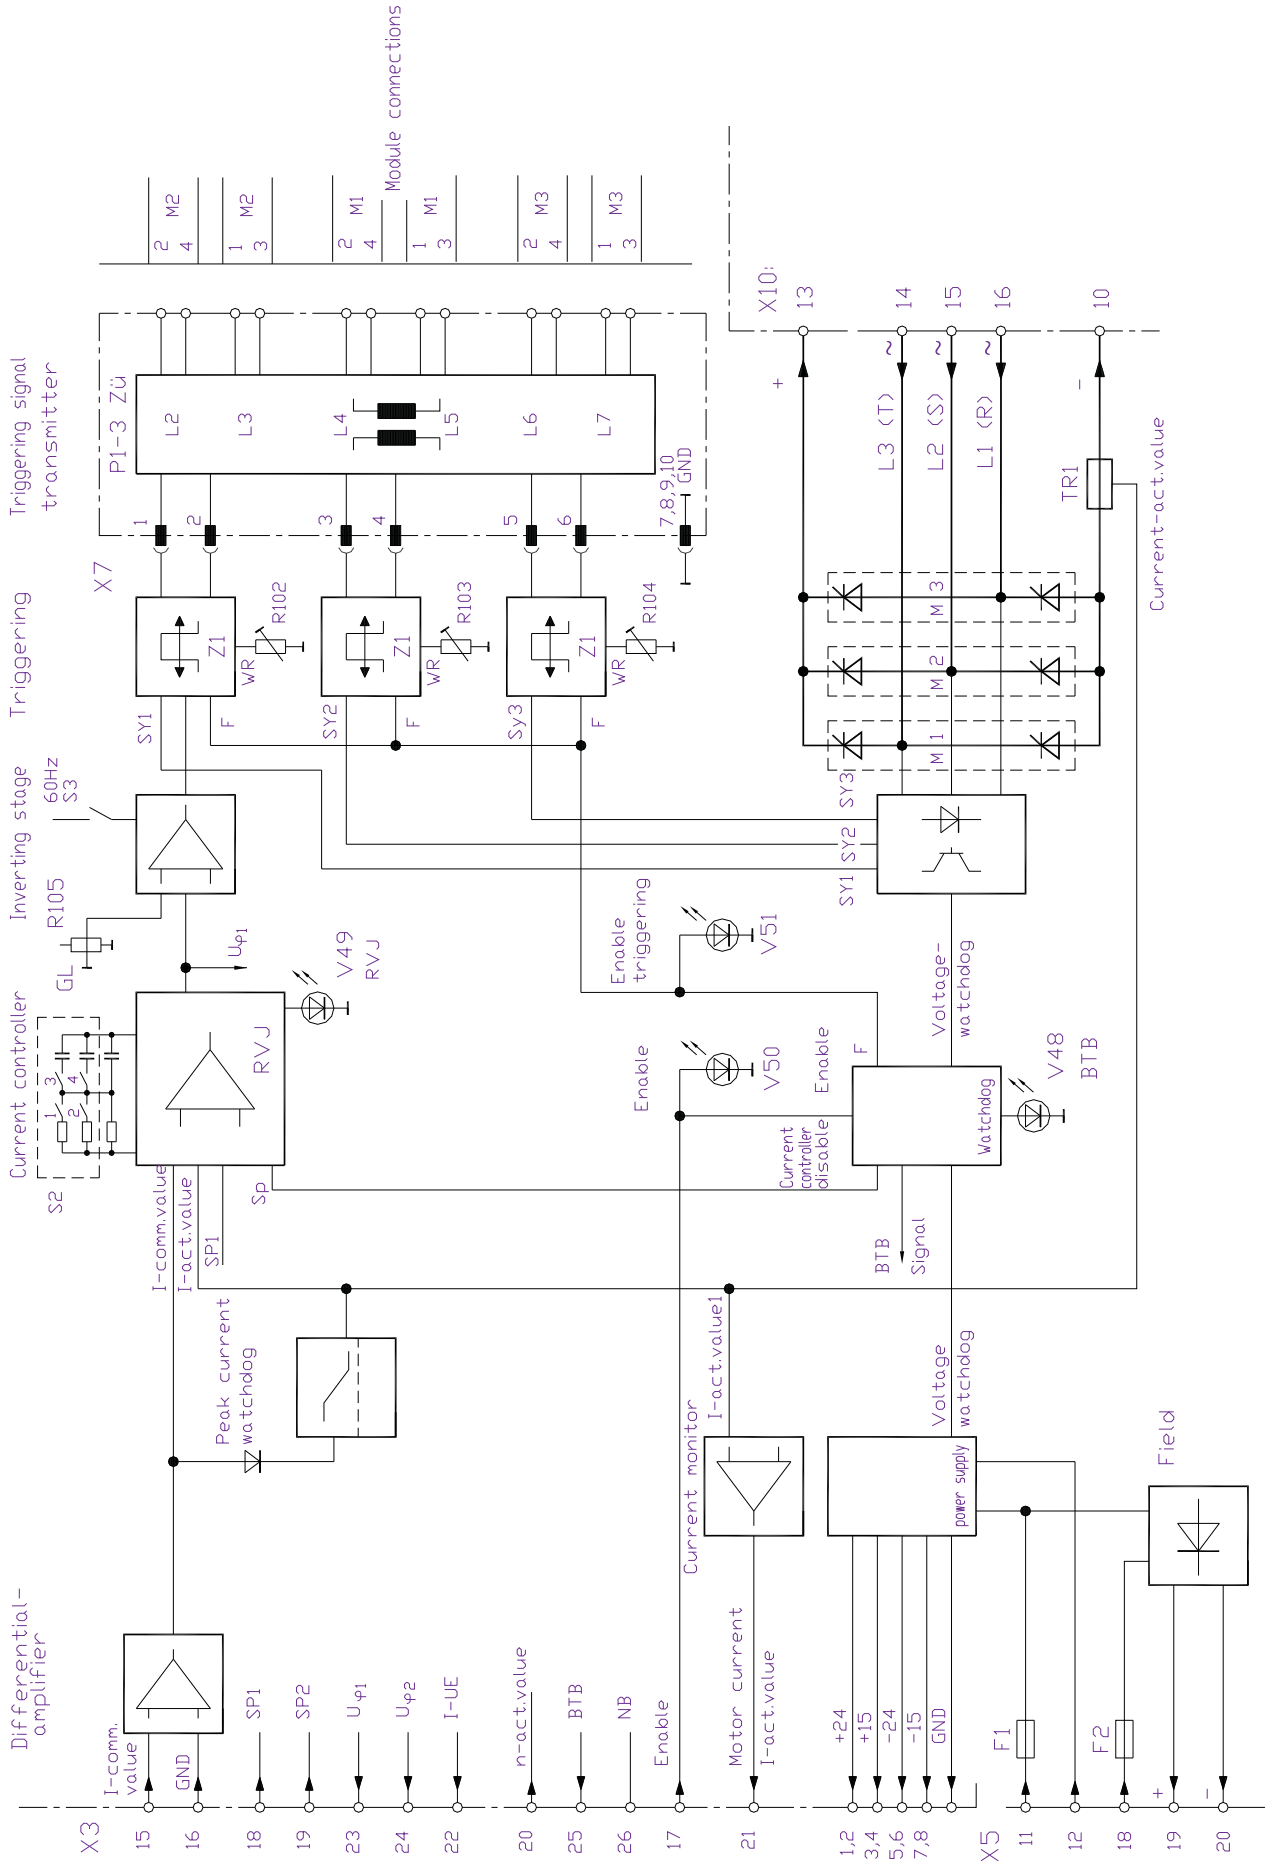 Differential-
amplifier
Current controller
Inverting stage
Triggering
Triggering signal
transmitter
X3
15
I-comm.
value
16
GND
18
SP1
19
SP2
23
Uφ1
24
Uφ2
22
I-UE
20
n-act.value
25
BTB
26
NB
17
Enable
21
Motor current
I-act.value
1,2
+24
3,4
+15
5,6
-24
7,8
-15
GND
X5
11
F1
12
18
F2
19
+
20
-
Field
power supply
Voltage
watchdog
Current monitor
I-act.value1
Peak current
watchdog
I-comm.value
I-act.value
SP1
Sp
S2
1
3
2
4
RVJ
V49
RVJ
GL
R105
Uφ1
60Hz
S3
BTB
Signal
Current
controller
disable
Watchdog
Enable
F
V48
BTB
Enable
V50
Enable
triggering
V51
Voltage-
watchdog
SY1
SY2
SY3
SY1
F
Z1
WR
R102
SY2
F
Z1
WR
R103
Sy3
F
Z1
WR
R104
X7
1
2
3
4
5
6
7,8,9,10
GND
P1-3 Zü
L2
L3
L4
L5
L6
L7
2
4
M2
1
3
M2
2
4
M1
1
3
M1
2
4
M3
1
3
M3
Module connections
M 1
M 2
M 3
L3 (T)
~
L2 (S)
~
L1 (R)
~
+
-
TR1
X10:
13
14
15
16
10
Current-act.value